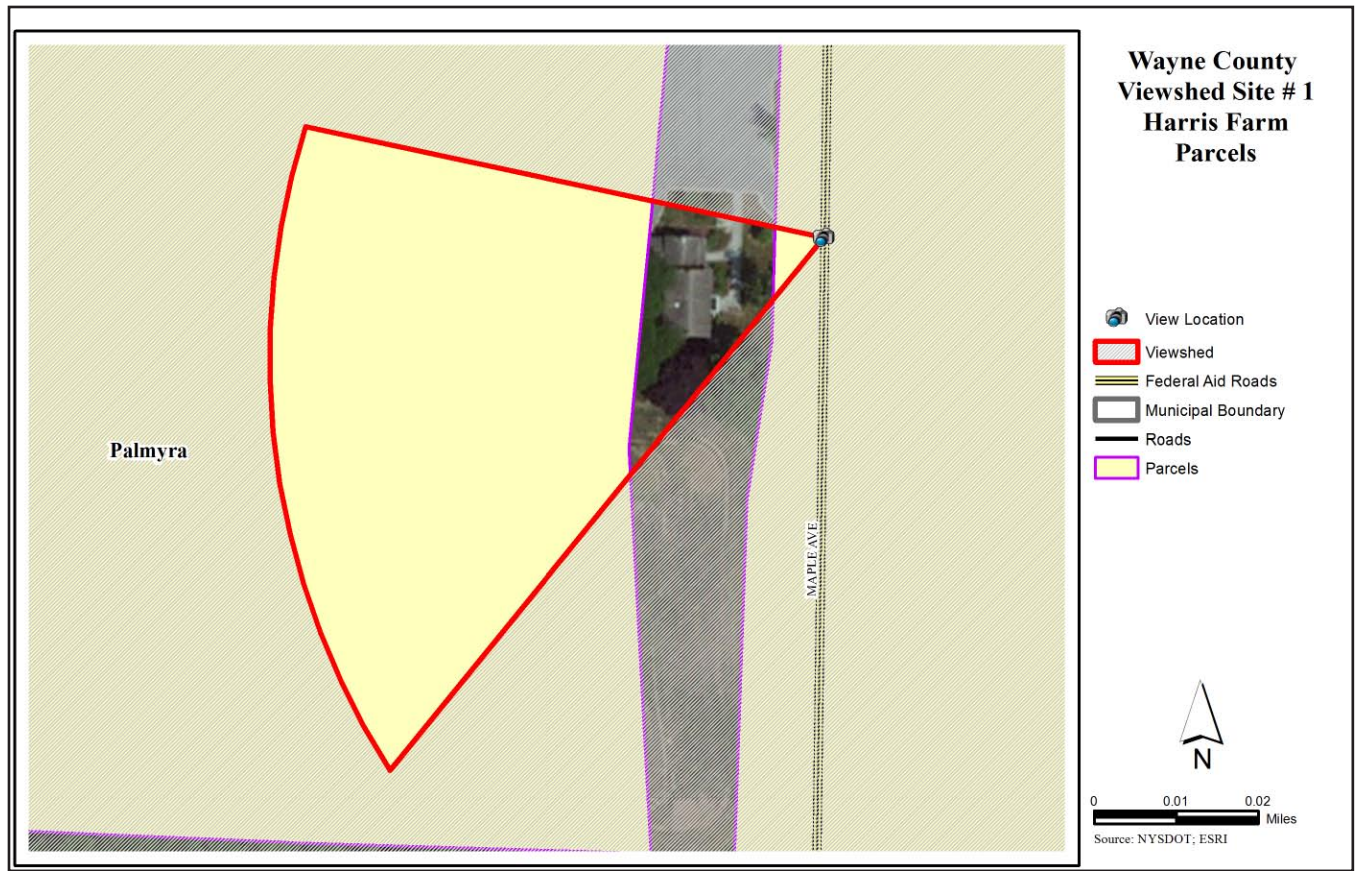 Wayne County
Viewshed Site # 1
Harris Farm
Parcels
View Location
Viewshed
Federal Aid Roads
Municipal Boundary
Roads
Parcels
Palmyra
MAPLE AVE
N
0 0.01 0.02
Miles
Source: NYSDOT; ESRI